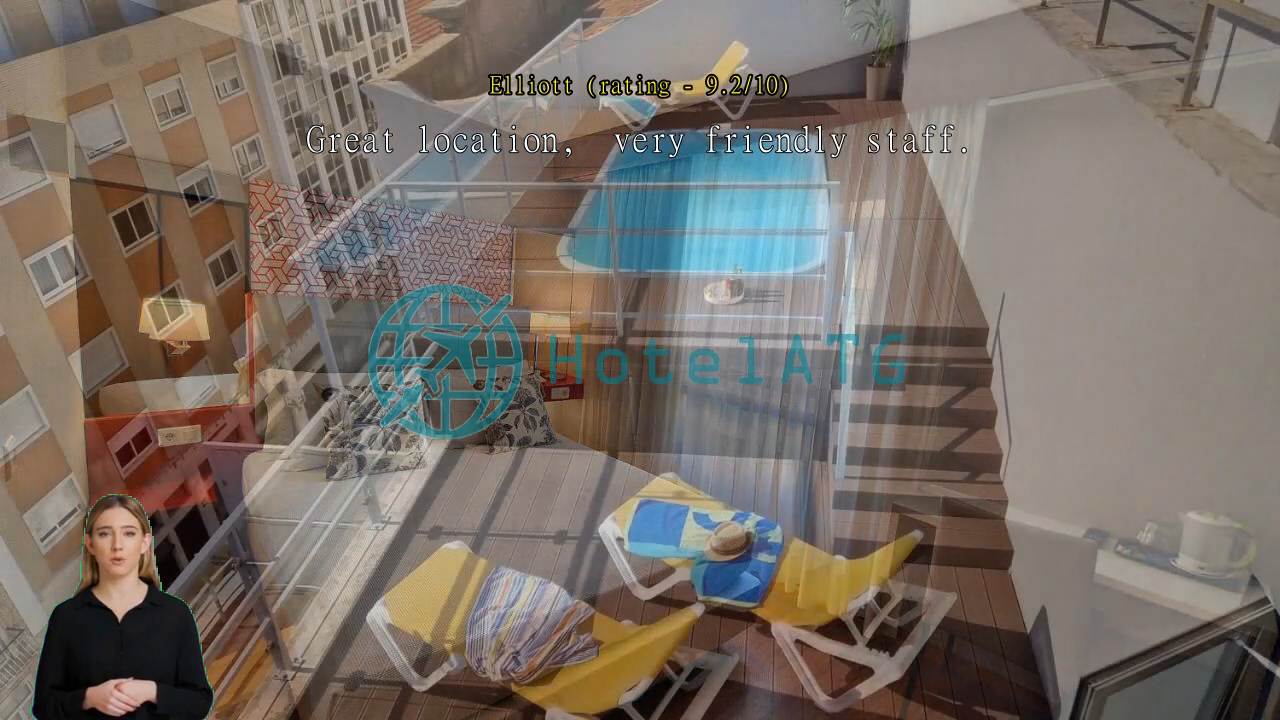 Elliott (rating - 9.2/10)
Great location, very friendly staff.
HotelATG